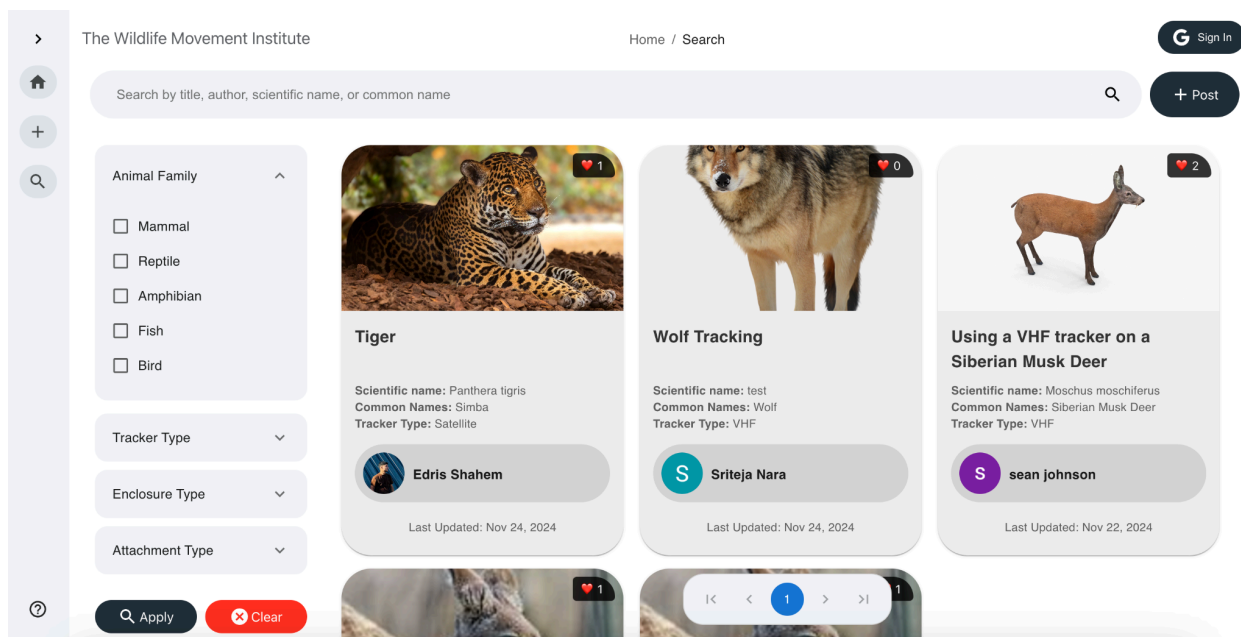 The Wildlife Movement Institute
Home / Search
G Sign In
Search by title, author, scientific name, or common name
+ Post
Animal Family
Mammal
Reptile
Amphibian
Fish
Bird
Tracker Type
Enclosure Type
Attachment Type
Apply
Clear
1
Tiger
Scientific name: Panthera tigris
Common Names: Simba
Tracker Type: Satellite
Edris Shahem
Last Updated: Nov 24, 2024
0
Wolf Tracking
Scientific name: test
Common Names: Wolf
Tracker Type: VHF
S
Sriteja Nara
Last Updated: Nov 24, 2024
2
Using a VHF tracker on a
Siberian Musk Deer
Scientific name: Moschus moschiferus
Common Names: Siberian Musk Deer
Tracker Type: VHF
S
sean johnson
Last Updated: Nov 22, 2024
1
1
1